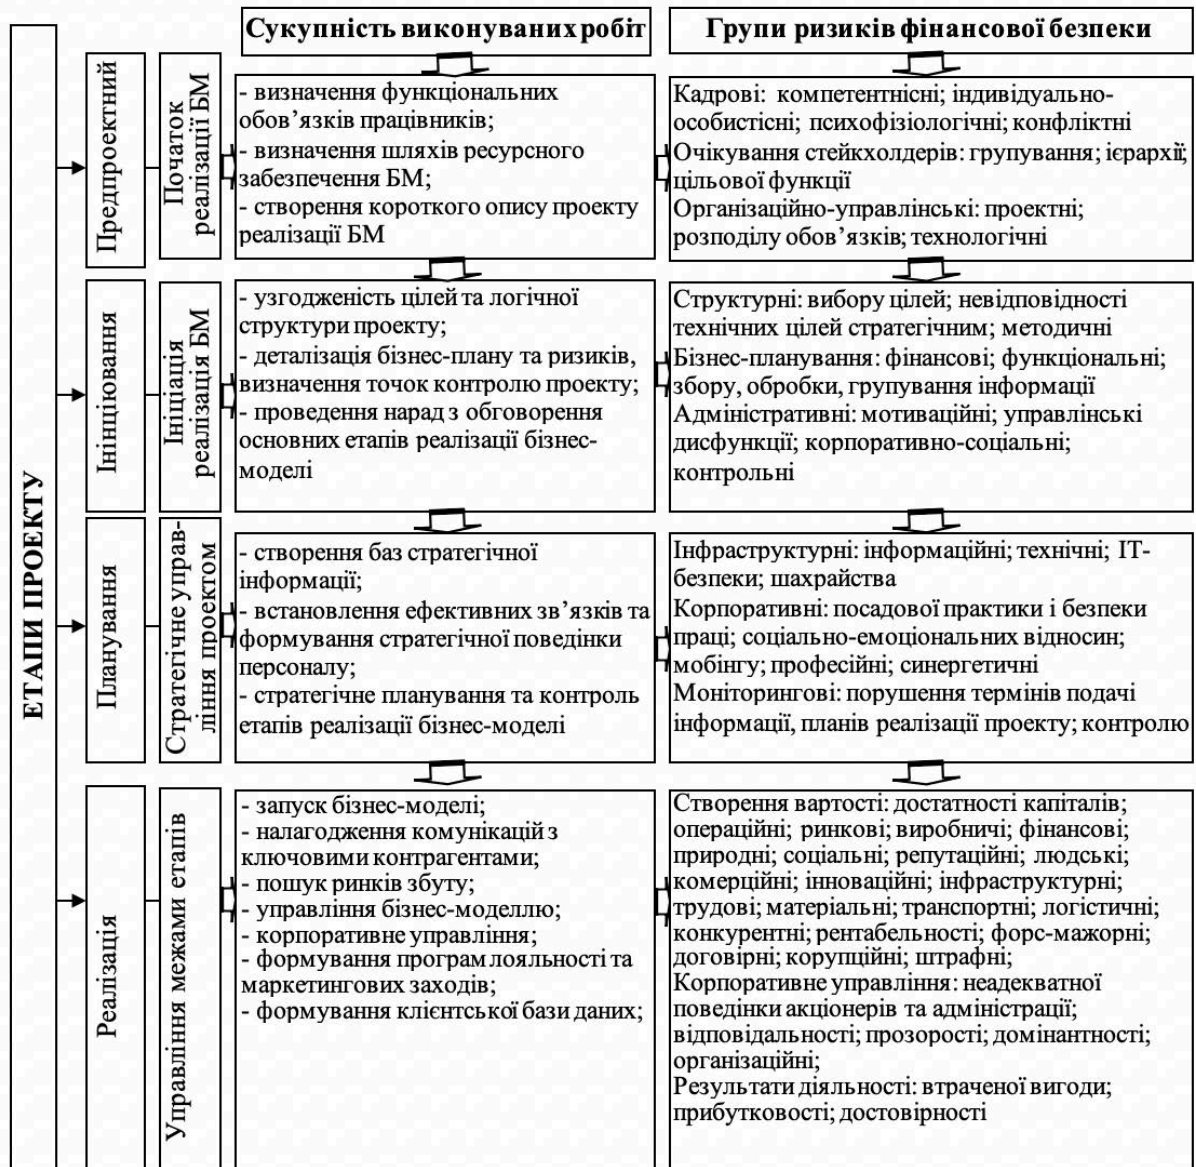 Сукупність виконуваних робіт
Групи ризиків фінансової безпеки
ЕТАПИ ПРОЕКТУ
Предпроектний
Початок
реалізації БМ
- визначення функціональних
обов’язків працівників;
- визначення шляхів ресурсного
забезпечення БМ;
- створення короткого опису проекту
реалізації БМ
Кадрові: компетентнісні; індивідуально-
особистісні; психофізіологічні; конфліктні
Очікування стейкхолдерів: групування; ієрархії;
цільової функції
Організаційно-управлінські: проектні;
розподілу обов’язків; технологічні
Інінціювання
Ініціація
реалізація БМ
- узгодженість цілей та логічної
структури проекту;
- деталізація бізнес-плану та ризиків,
визначення точок контролю проекту;
- проведення нарад з обговорення
основних етапів реалізації бізнес-
моделі
Структурні: вибору цілей; невідповідності
технічних цілей стратегічним; методичні
Бізнес-планування: фінансові; функціональні;
збору, обробки, групування інформації
Адміністративні: мотиваційні; управлінські
дисфункції; корпоративно-соціальні;
контрольні
Планування
Стратегічне управ-
ління проектом
- створення баз стратегічної
інформації;
- встановлення ефективних зв’язків та
формування стратегічної поведінки
персоналу;
- стратегічне планування та контроль
етапів реалізації бізнес-моделі
Інфраструктурні: інформаційні; технічні; ІТ-
безпеки; шахрайства
Корпоративні: посадової практики і безпеки
праці; соціально-емоціональних відносин;
мобінгу; професійні; синергетичні
Моніторингові: порушення термінів подачі
інформації, планів реалізації проекту; контролю
Реалізація
Управління межами етапів
- запуск бізнес-моделі;
- налагодження комунікацій з
ключовими контрагентами;
- пошук ринків збуту;
- управління бізнес-моделлю;
- корпоративне управління;
- формування програм лояльності та
маркетингових заходів;
- формування клієнтської бази даних;
Створення вартості: достатності капіталів;
операційні; ринкові; виробничі; фінансові;
природні; соціальні; репутаційні; людські;
комерційні; інноваційні; інфраструктурні;
трудові; матеріальні; транспортні; логістичні;
конкурентні; рентабельності; форс-мажорні;
договірні; корупційні; штрафні;
Корпоративне управління: неадекватної
поведінки акціонерів та адміністрації;
відповідальності; прозорості; домінантності;
організаційні;
Результати діяльності: втраченої вигоди;
прибутковості; достовірності